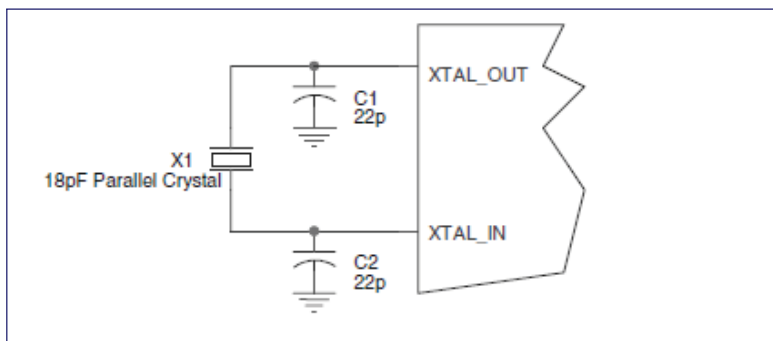 XTAL_OUT
C1
22p
X1
18pF Parallel Crystal
XTAL_IN
C2
22p